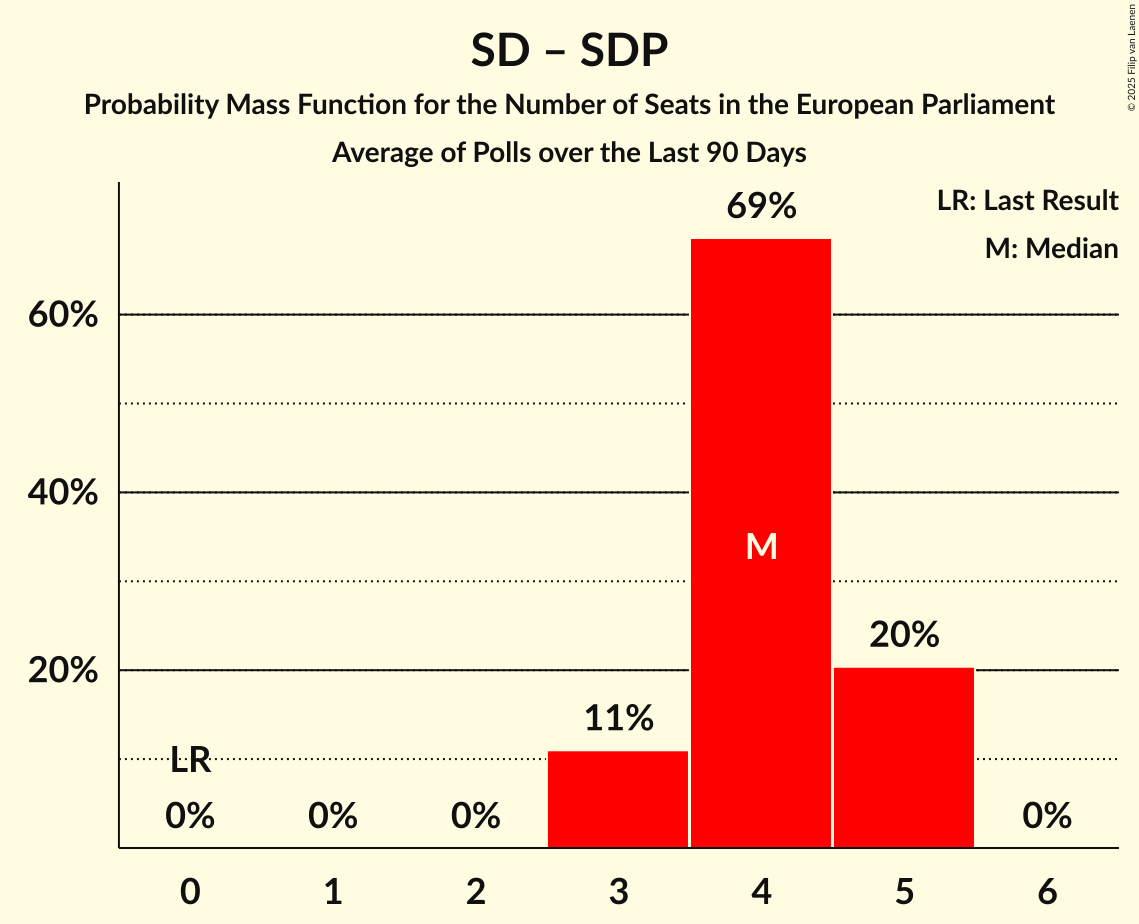 SD – SDP
Probability Mass Function for the Number of Seats in the European Parliament
Average of Polls over the Last 90 Days
© 2025 Filip van Laenen
LR: Last Result
M: Median
69%
60%
40%
M
20%
20%
11%
LR
0%
0%
0%
0%
0
1
2
3
4
5
6